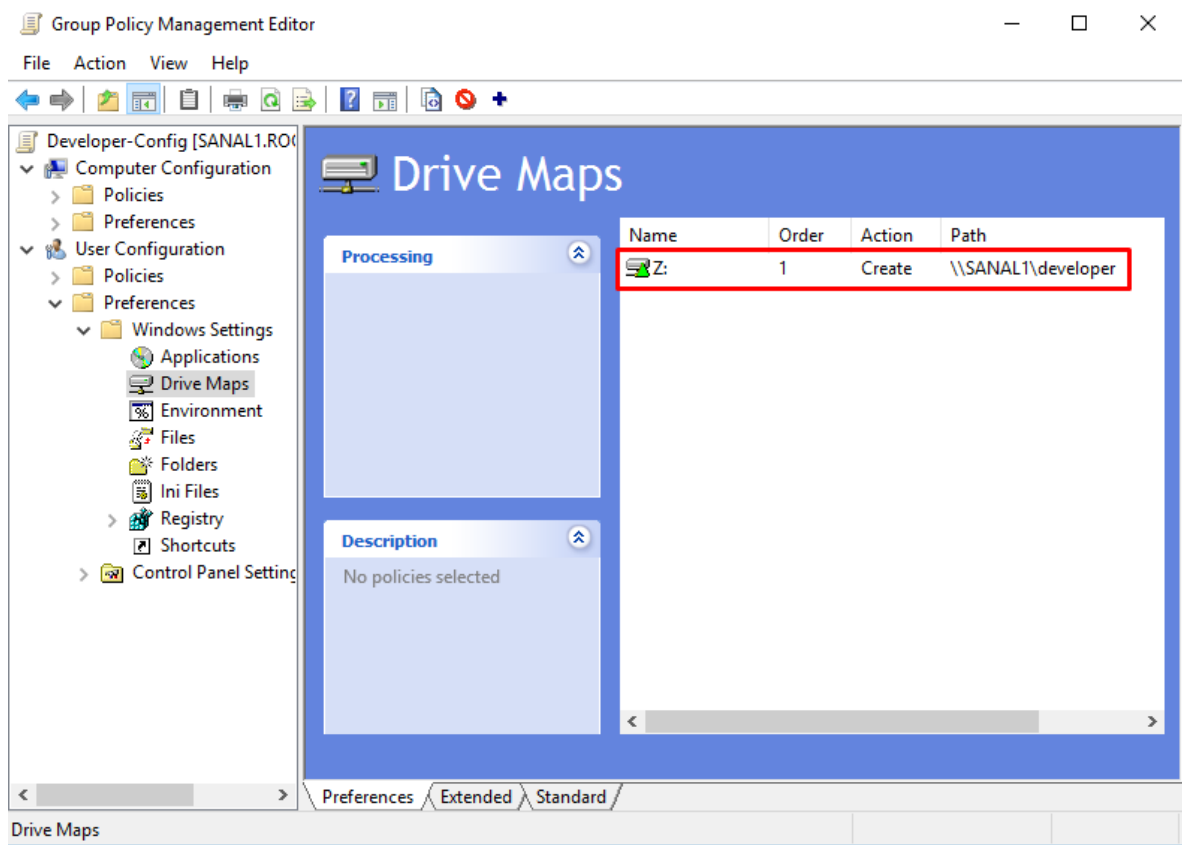 Group Policy Management Editor
File Action View Help
Developer-Config [SANAL1.RO
Computer Configuration
Policies
Preferences
User Configuration
Policies
Preferences
Windows Settings
Applications
Drive Maps
Environment
Files
Folders
Ini Files
Registry
Shortcuts
Control Panel Setting
Drive Maps
Processing
Description
No policies selected
Name Order Action Path
Z: 1 Create \\SANAL1\developer
Preferences Extended Standard
Drive Maps